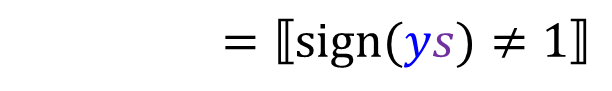 = ⟦sign(ys) ≠ 1⟧